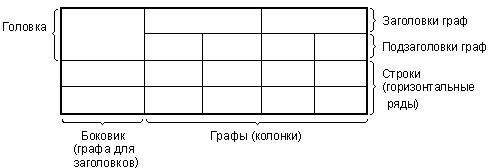 Головка
Заголовки граф
Подзаголовки граф
Строки
(горизонтальные
ряды)
Боковик
(графа для
заголовков)
Графы (колонки)